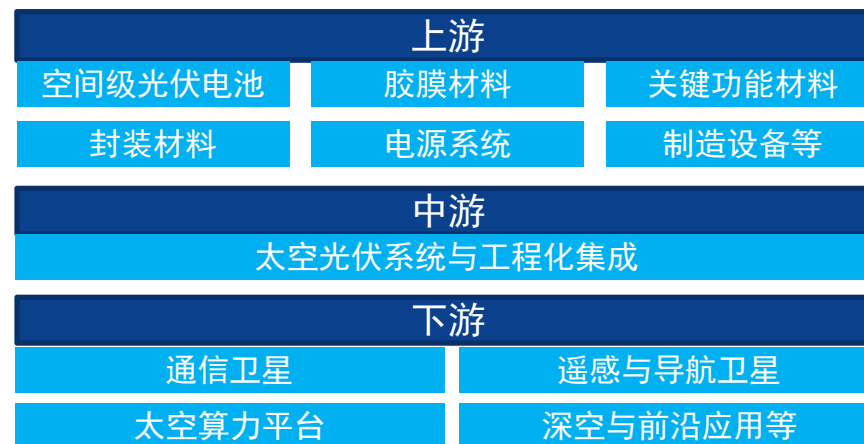 上游
空间级光伏电池 胶膜材料 关键功能材料
封装材料 电源系统 制造设备等
中游
太空光伏系统与工程化集成
下游
通信卫星 遥感与导航卫星
太空算力平台 深空与前沿应用等